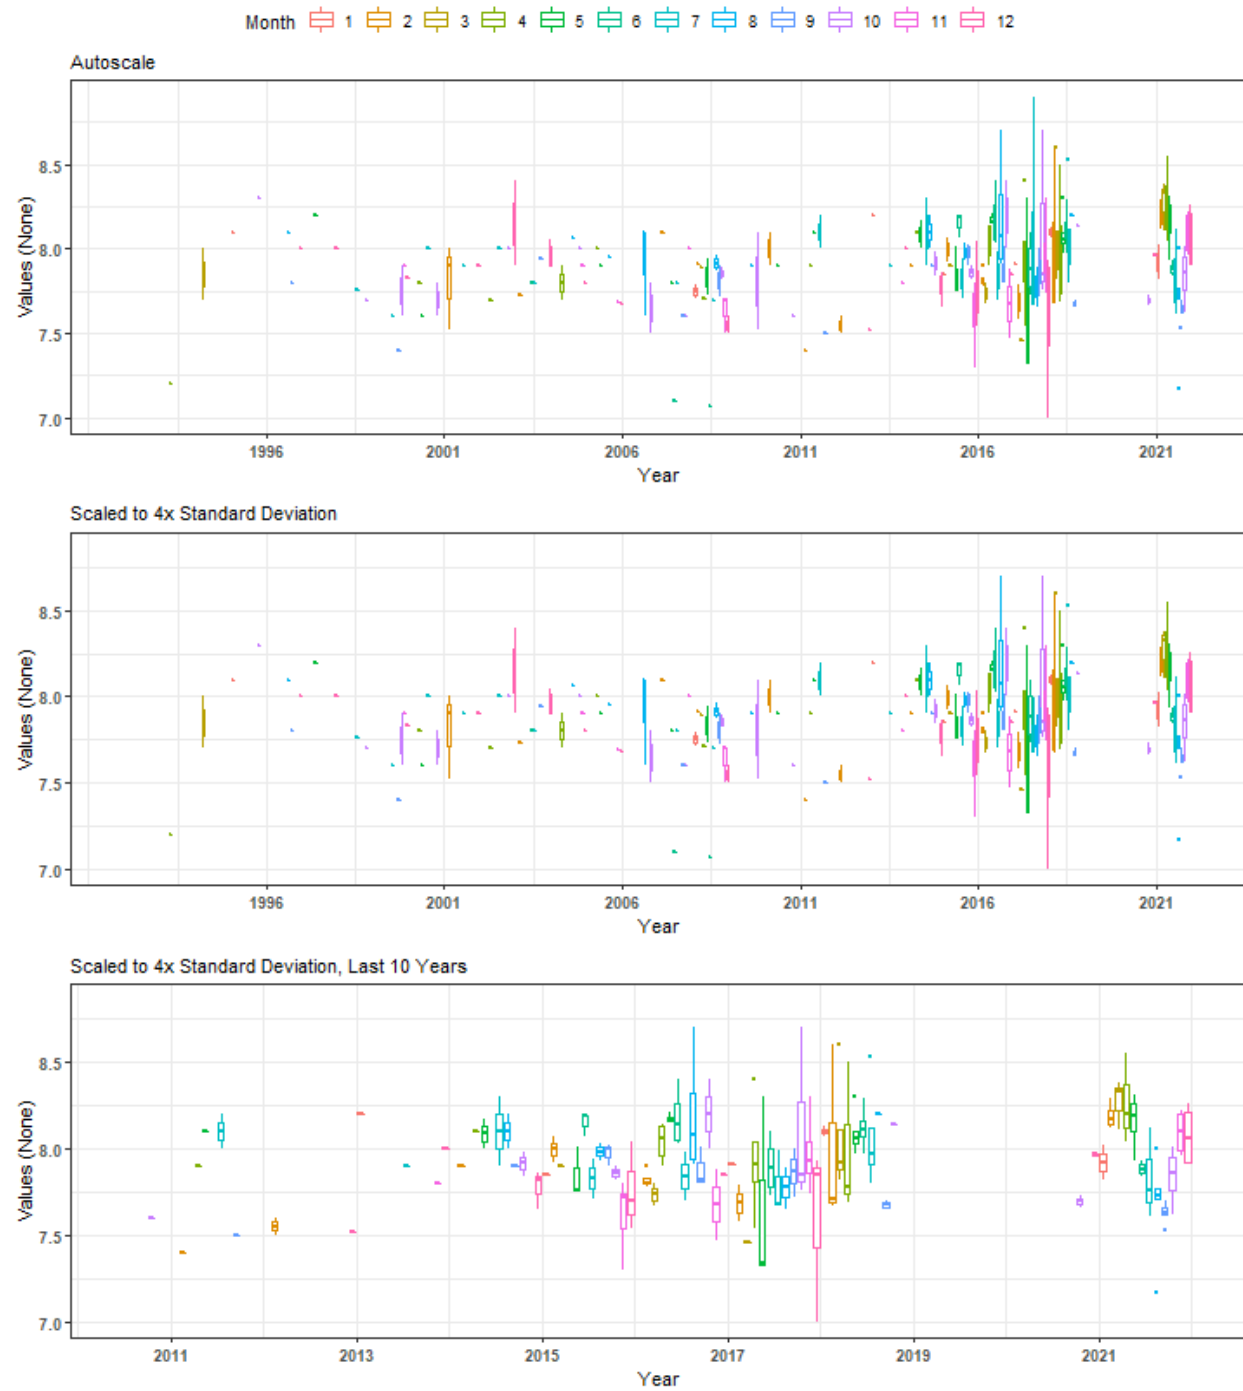 Month 1 2 3 4 5 6 7 8 9 10 11 12
Autoscale
Values (None)
8.5
8.0
7.5
7.0
1996 2001 2006 2011 2016 2021
Year
Scaled to 4x Standard Deviation
Values (None)
8.5
8.0
7.5
7.0
1996 2001 2006 2011 2016 2021
Year
Scaled to 4x Standard Deviation, Last 10 Years
Values (None)
8.5
8.0
7.5
7.0
2011 2013 2015 2017 2019 2021
Year